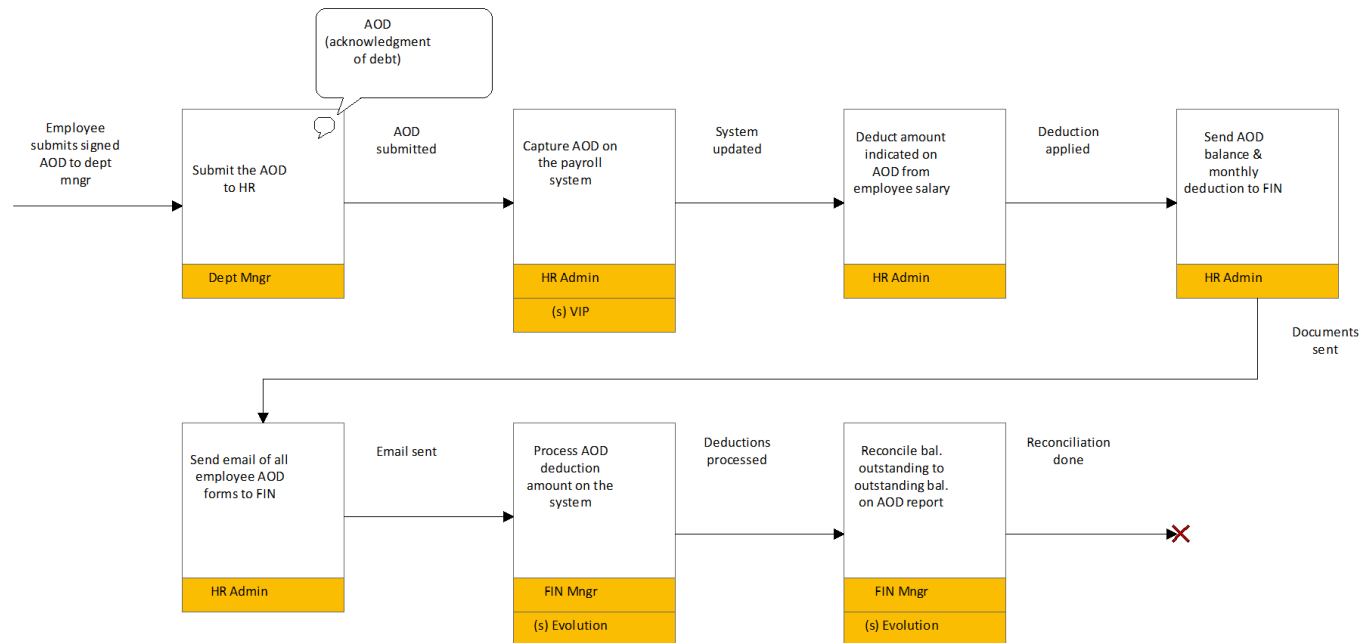 AOD
(acknowledgment
of debt)
Employee
submits signed
AOD to dept
mngr
Submit the AOD
to HR
Dept Mngr
AOD
submitted
Capture AOD on
the payroll
system
HR Admin
(s) VIP
System
updated
Deduct amount
indicated on
AOD from
employee salary
HR Admin
Deduction
applied
Send AOD
balance &
monthly
deduction to FIN
HR Admin
Documents
sent
Send email of all
employee AOD
forms to FIN
HR Admin
Email sent
Process AOD
deduction
amount on the
system
FIN Mngr
(s) Evolution
Deductions
processed
Reconcile bal.
outstanding to
outstanding bal.
on AOD report
FIN Mngr
(s) Evolution
Reconciliation
done